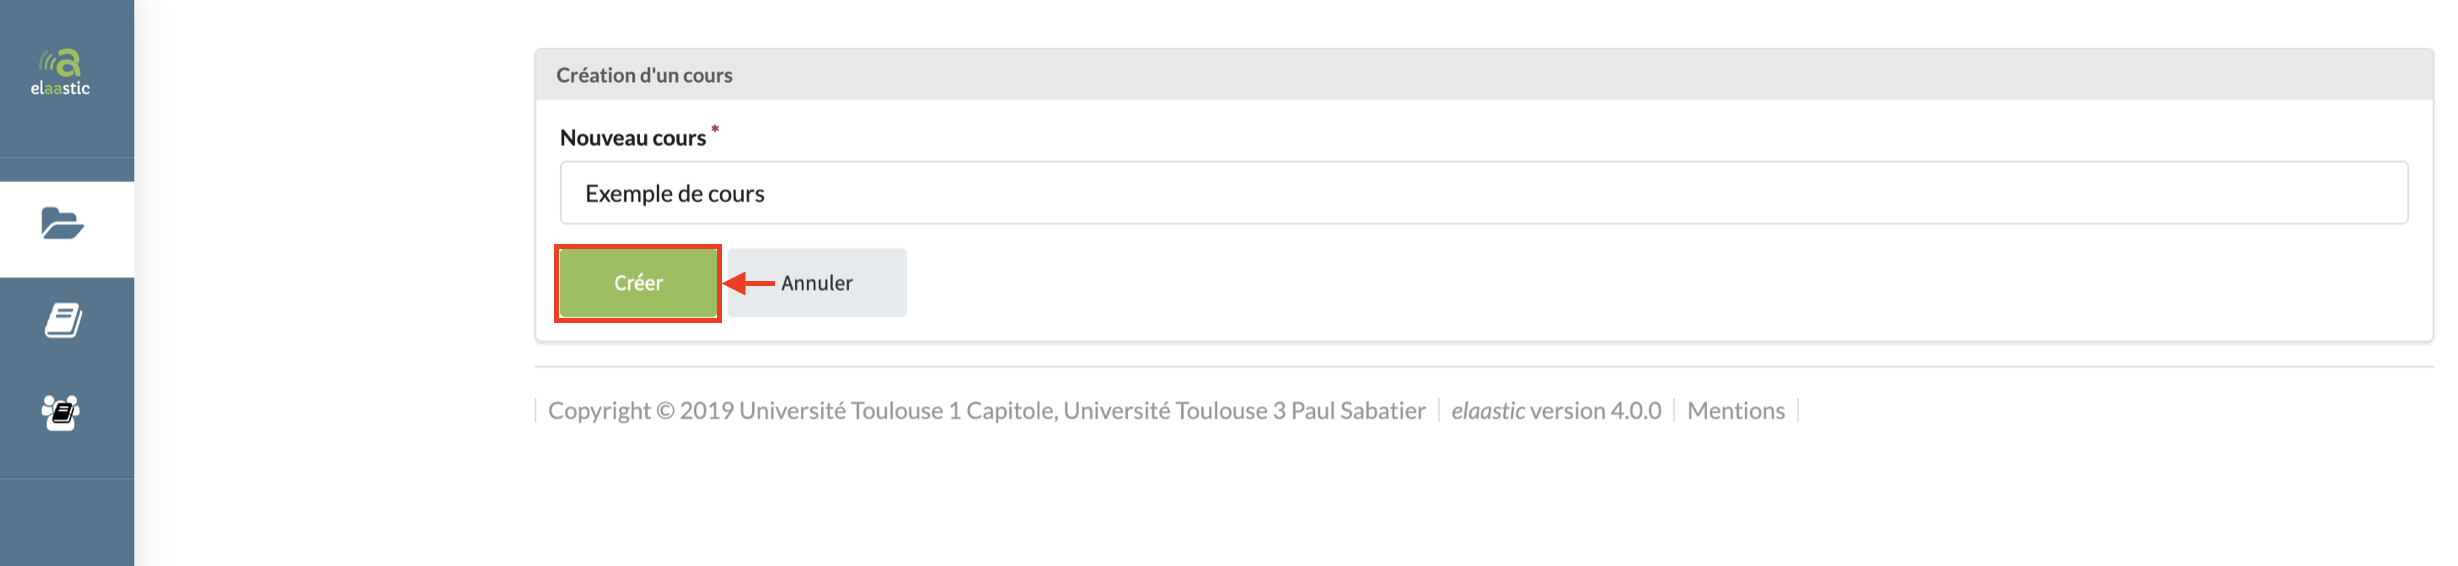 elaastic
Création d'un cours
Nouveau cours *
Exemple de cours
Créer
Annuler
Copyright © 2019 Université Toulouse 1 Capitole, Université Toulouse 3 Paul Sabatier | elaastic version 4.0.0 | Mentions